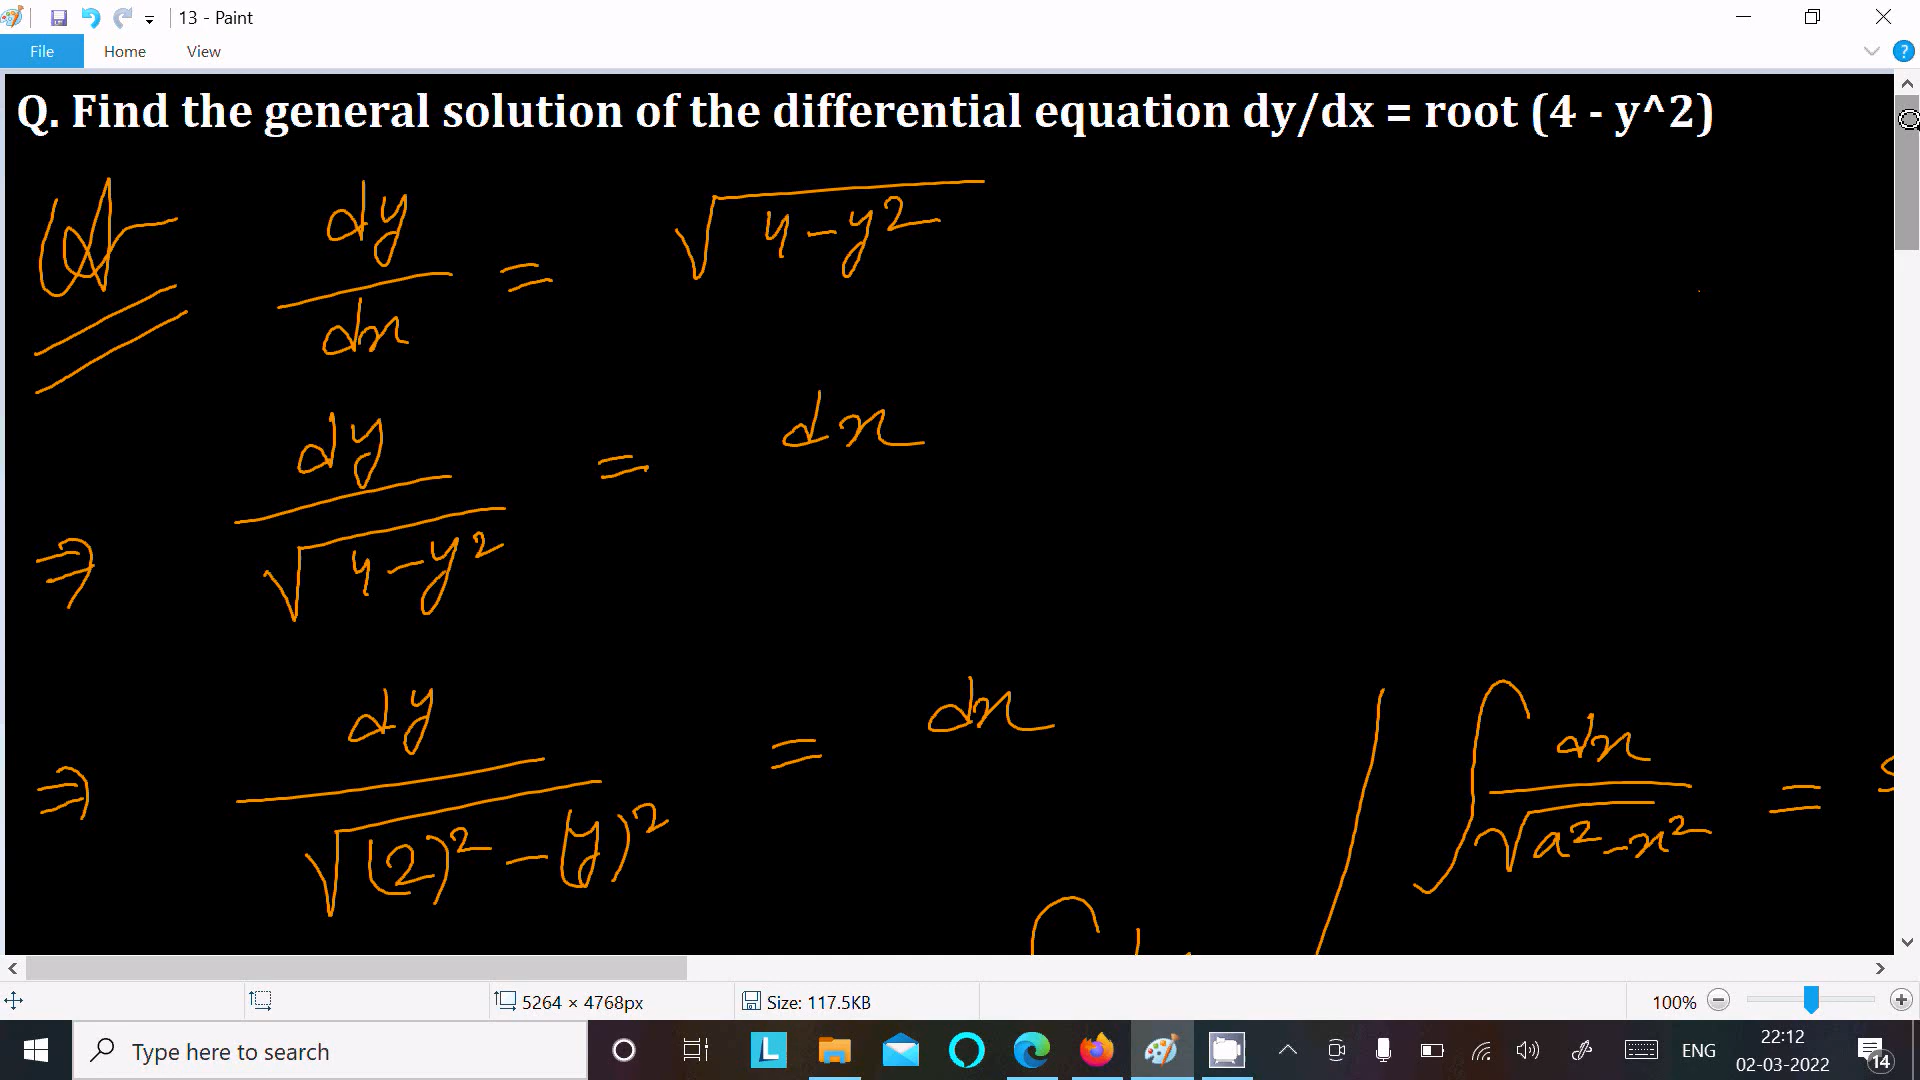 13 - Paint
File Home View
Q. Find the general solution of the differential equation dy/dx = root (4 - y^2)
dy/dx = √(4-y²)
⇒ dy/√(4-y²) = dx
⇒ dy/√((2)²-(y)²) = dx
∫ dx/√(a²-x²) =
5264 × 4768px
Size: 117.5KB
100%
Type here to search
L
ENG
22:12
02-03-2022
14